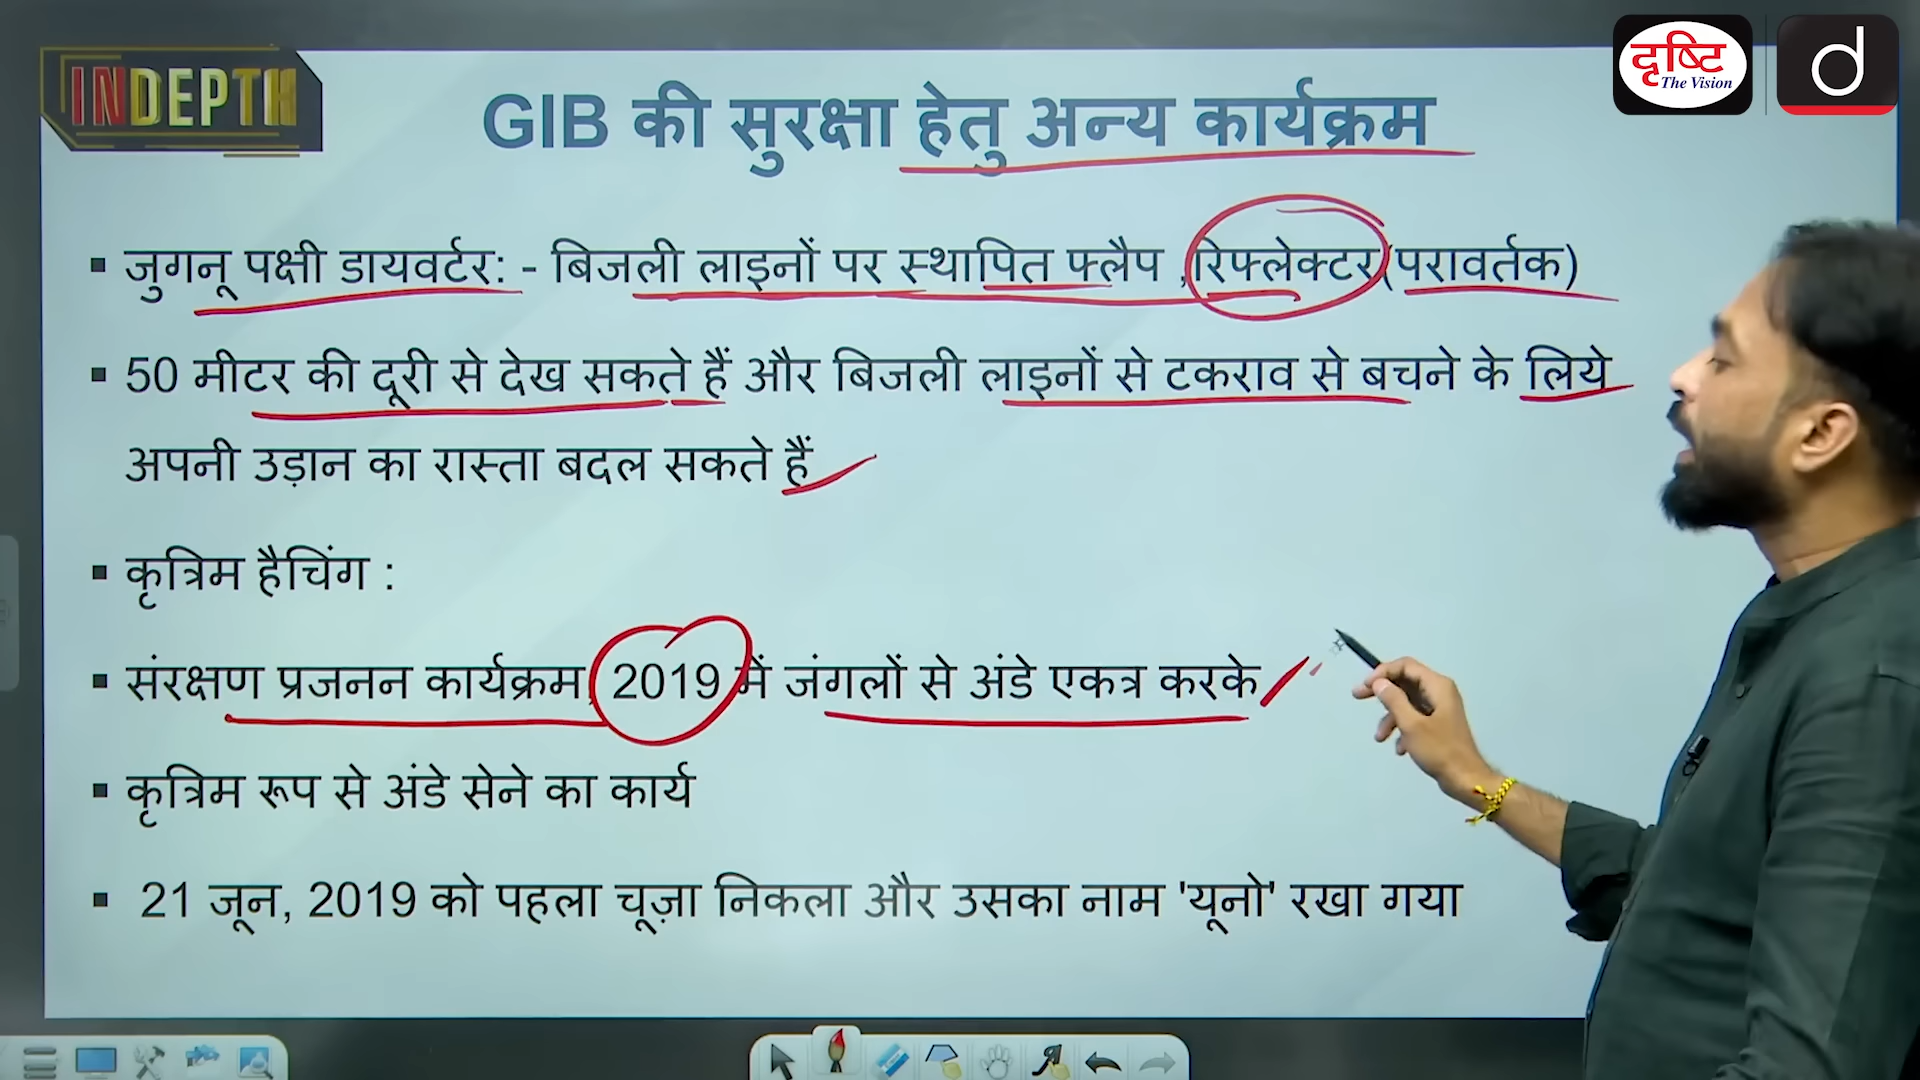 INDEPTH
दृष्टि
The Vision
d
GIB की सुरक्षा हेतु अन्य कार्यक्रम
▪ जुगनू पक्षी डायवर्टर: - बिजली लाइनों पर स्थापित फ्लैप ,रिफ्लेक्टर (परावर्तक)
▪ 50 मीटर की दूरी से देख सकते हैं और बिजली लाइनों से टकराव से बचने के लिये
अपनी उड़ान का रास्ता बदल सकते हैं
▪ कृत्रिम हैचिंग :
▪ संरक्षण प्रजनन कार्यक्रम, 2019 में जंगलों से अंडे एकत्र करके
▪ कृत्रिम रूप से अंडे सेने का कार्य
▪ 21 जून, 2019 को पहला चूज़ा निकला और उसका नाम 'यूनो' रखा गया